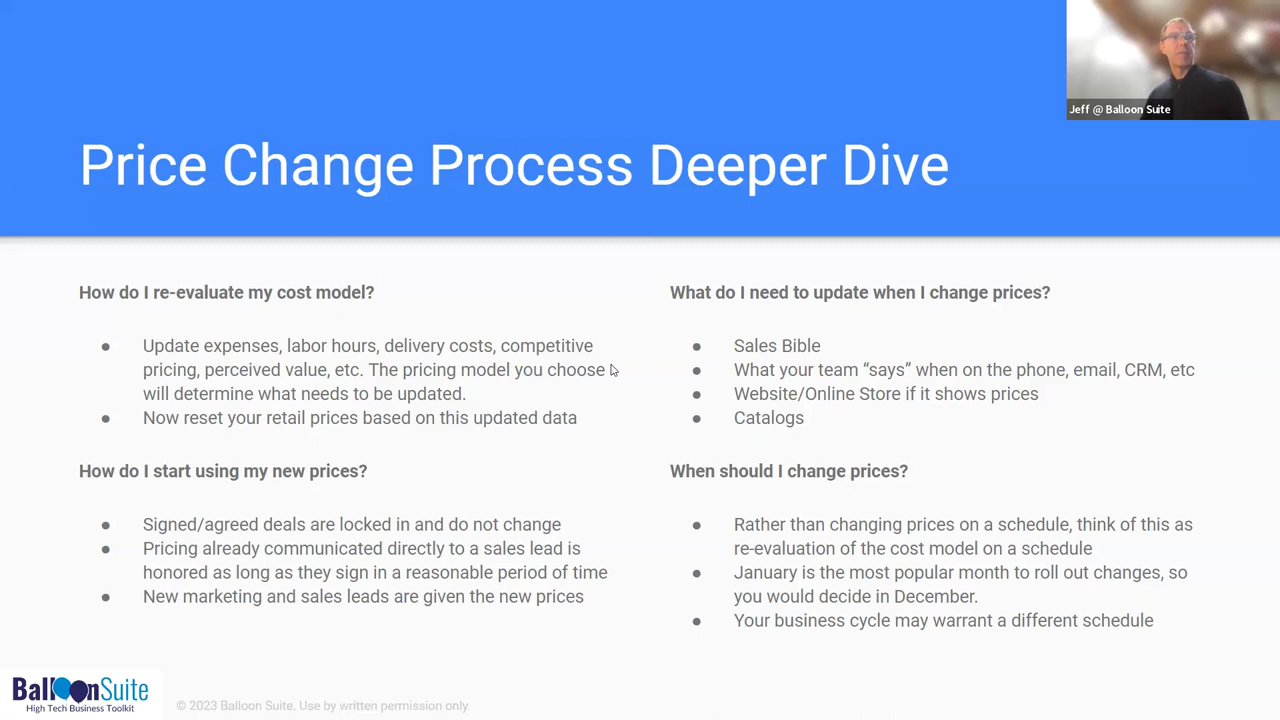 Jeff @ Balloon Suite
Price Change Process Deeper Dive
How do I re-evaluate my cost model?
● Update expenses, labor hours, delivery costs, competitive
pricing, perceived value, etc. The pricing model you choose
will determine what needs to be updated.
● Now reset your retail prices based on this updated data
How do I start using my new prices?
● Signed/agreed deals are locked in and do not change
● Pricing already communicated directly to a sales lead is
honored as long as they sign in a reasonable period of time
● New marketing and sales leads are given the new prices
What do I need to update when I change prices?
● Sales Bible
● What your team “says” when on the phone, email, CRM, etc
● Website/Online Store if it shows prices
● Catalogs
When should I change prices?
● Rather than changing prices on a schedule, think of this as
re-evaluation of the cost model on a schedule
● January is the most popular month to roll out changes, so
you would decide in December.
● Your business cycle may warrant a different schedule
BalloonSuite
High Tech Business Toolkit
© 2023 Balloon Suite. Use by written permission only.